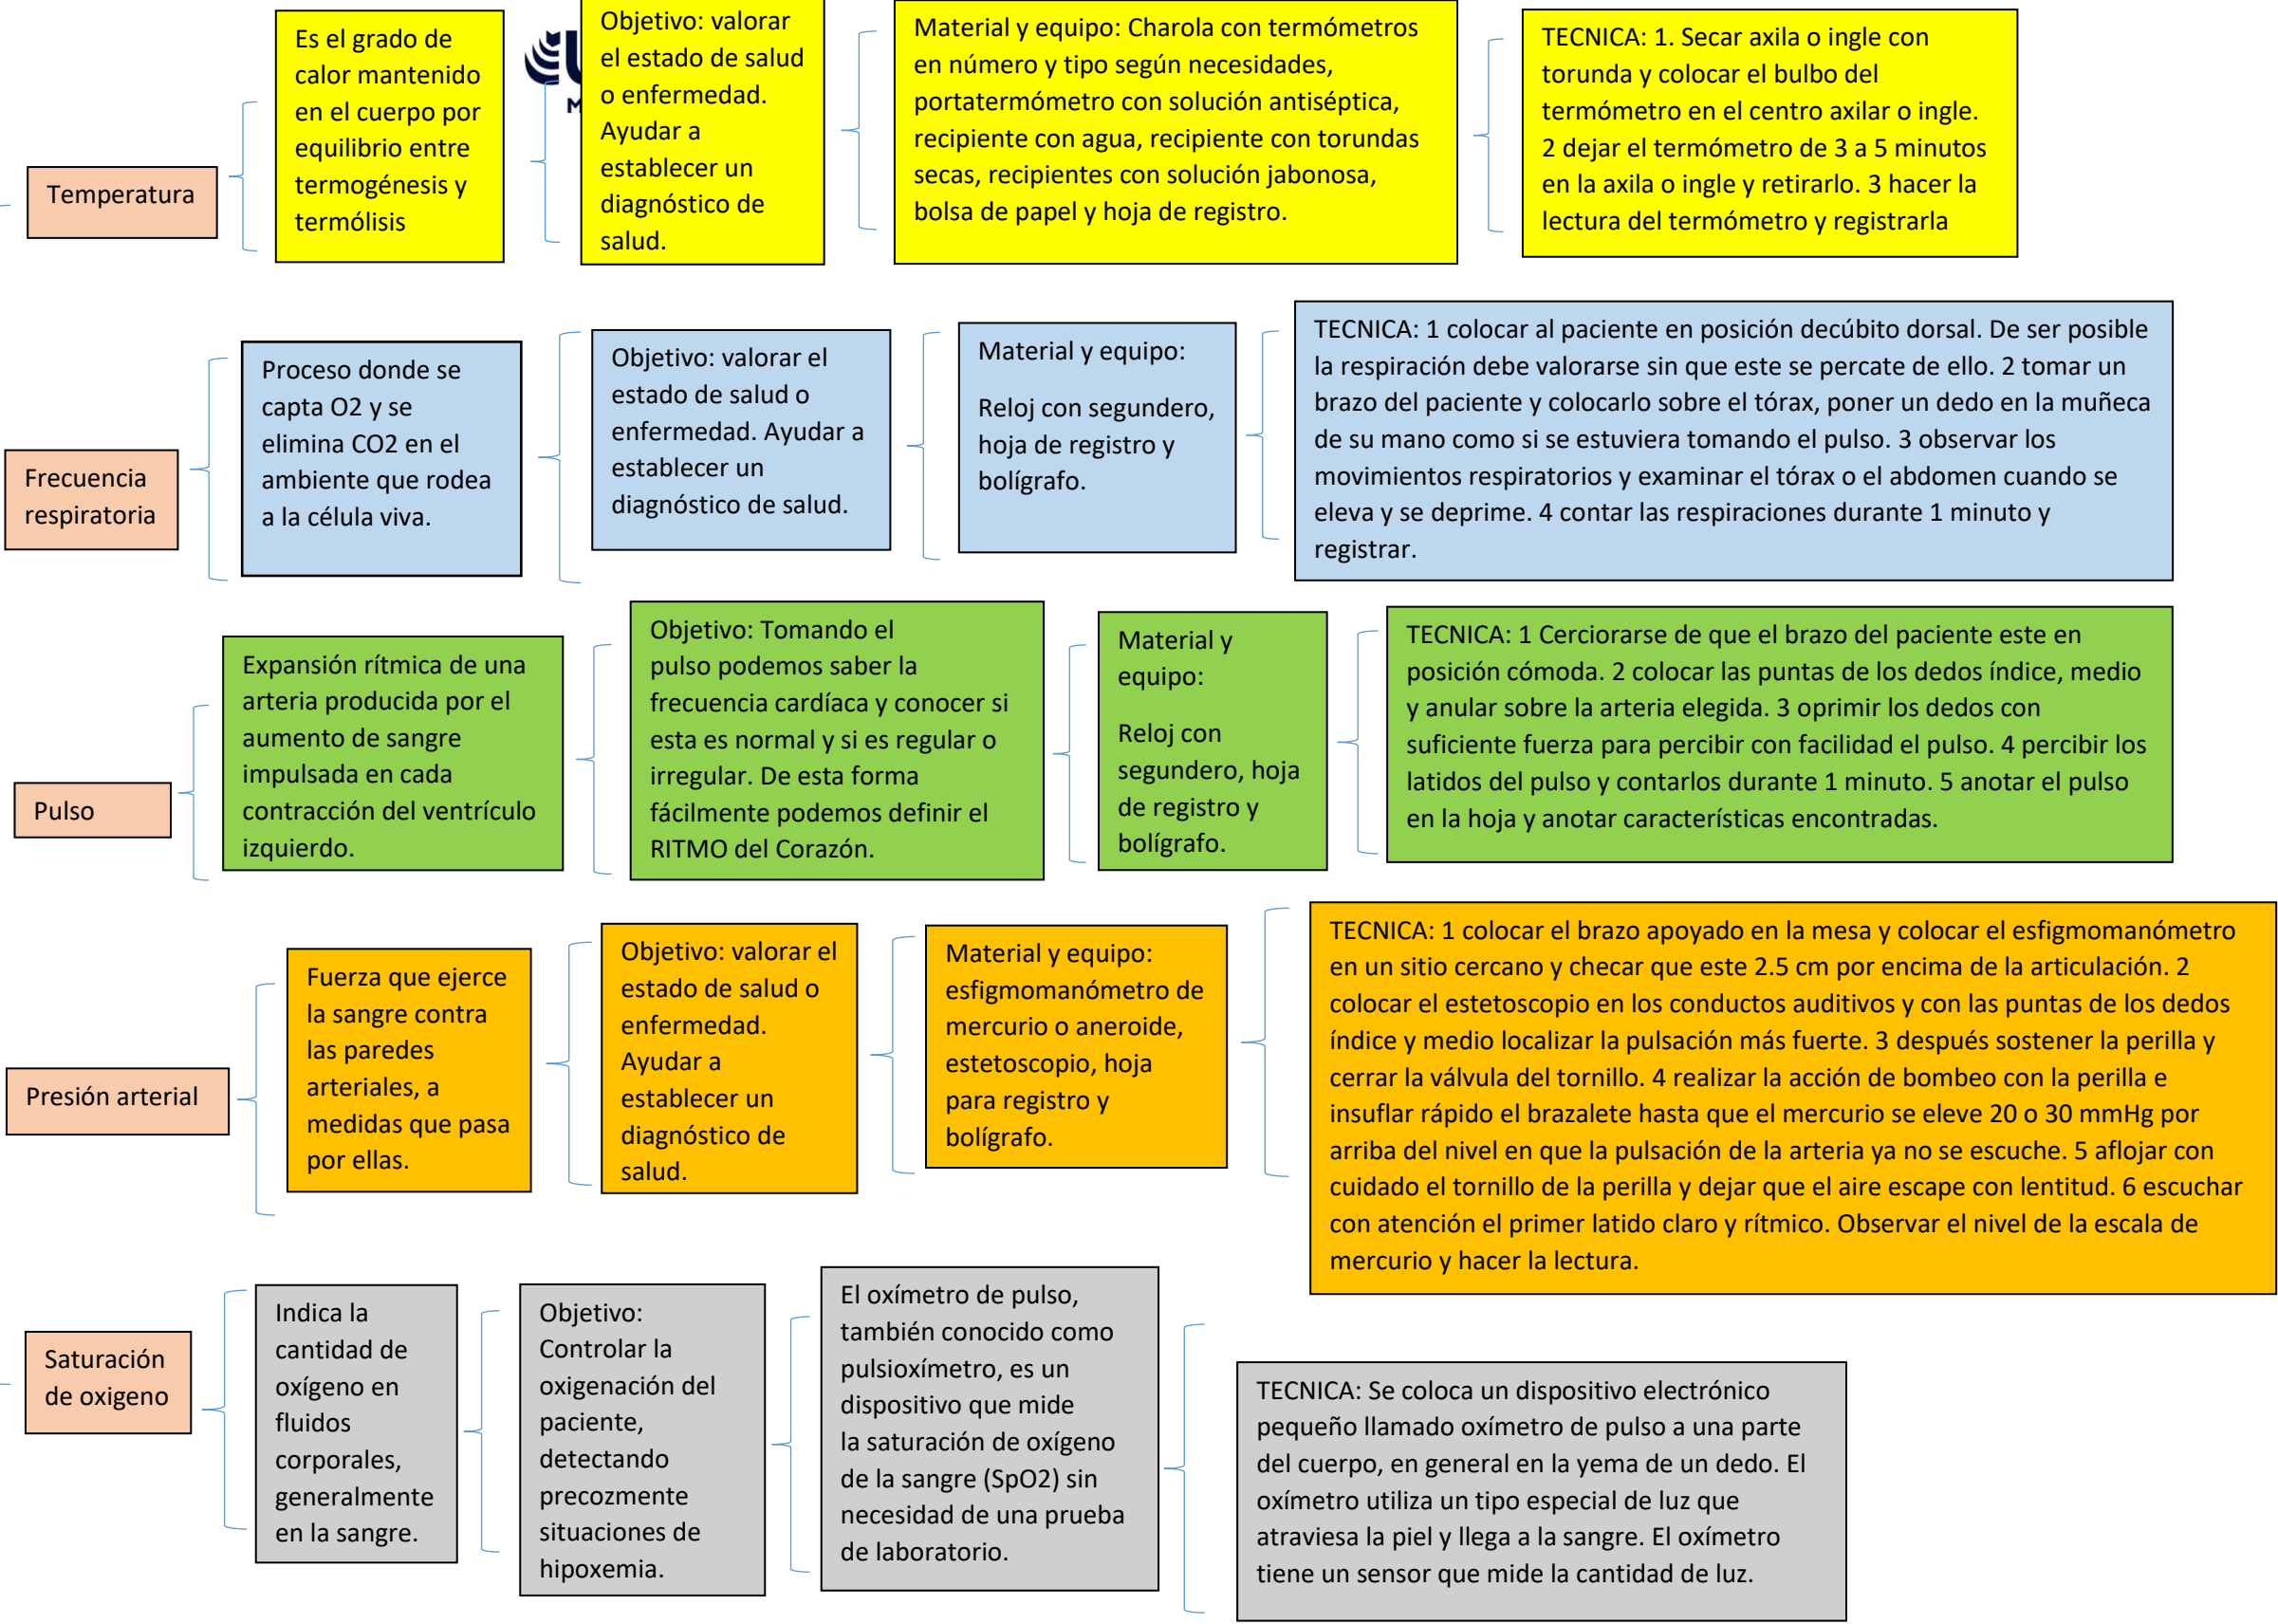 Temperatura
Es el grado de
calor mantenido
en el cuerpo por
equilibrio entre
termogénesis y
termólisis
Objetivo: valorar
el estado de salud
o enfermedad.
Ayudar a
establecer un
diagnóstico de
salud.
Material y equipo: Charola con termómetros
en número y tipo según necesidades,
portatermómetro con solución antiséptica,
recipiente con agua, recipiente con torundas
secas, recipientes con solución jabonosa,
bolsa de papel y hoja de registro.
TECNICA: 1. Secar axila o ingle con
torunda y colocar el bulbo del
termómetro en el centro axilar o ingle.
2 dejar el termómetro de 3 a 5 minutos
en la axila o ingle y retirarlo. 3 hacer la
lectura del termómetro y registrarla
Frecuencia
respiratoria
Proceso donde se
capta O2 y se
elimina CO2 en el
ambiente que rodea
a la célula viva.
Objetivo: valorar el
estado de salud o
enfermedad. Ayudar a
establecer un
diagnóstico de salud.
Material y equipo:
Reloj con segundero,
hoja de registro y
bolígrafo.
TECNICA: 1 colocar al paciente en posición decúbito dorsal. De ser posible
la respiración debe valorarse sin que este se percate de ello. 2 tomar un
brazo del paciente y colocarlo sobre el tórax, poner un dedo en la muñeca
de su mano como si se estuviera tomando el pulso. 3 observar los
movimientos respiratorios y examinar el tórax o el abdomen cuando se
eleva y se deprime. 4 contar las respiraciones durante 1 minuto y
registrar.
Pulso
Expansión rítmica de una
arteria producida por el
aumento de sangre
impulsada en cada
contracción del ventrículo
izquierdo.
Objetivo: Tomando el
pulso podemos saber la
frecuencia cardíaca y conocer si
esta es normal y si es regular o
irregular. De esta forma
fácilmente podemos definir el
RITMO del Corazón.
Material y
equipo:
Reloj con
segundero, hoja
de registro y
bolígrafo.
TECNICA: 1 Cerciorarse de que el brazo del paciente este en
posición cómoda. 2 colocar las puntas de los dedos índice, medio
y anular sobre la arteria elegida. 3 oprimir los dedos con
suficiente fuerza para percibir con facilidad el pulso. 4 percibir los
latidos del pulso y contarlos durante 1 minuto. 5 anotar el pulso
en la hoja y anotar características encontradas.
Presión arterial
Fuerza que ejerce
la sangre contra
las paredes
arteriales, a
medidas que pasa
por ellas.
Objetivo: valorar el
estado de salud o
enfermedad.
Ayudar a
establecer un
diagnóstico de
salud.
Material y equipo:
esfigmomanómetro de
mercurio o aneroide,
estetoscopio, hoja
para registro y
bolígrafo.
TECNICA: 1 colocar el brazo apoyado en la mesa y colocar el esfigmomanómetro
en un sitio cercano y checar que este 2.5 cm por encima de la articulación. 2
colocar el estetoscopio en los conductos auditivos y con las puntas de los dedos
índice y medio localizar la pulsación más fuerte. 3 después sostener la perilla y
cerrar la válvula del tornillo. 4 realizar la acción de bombeo con la perilla e
insuflar rápido el brazalete hasta que el mercurio se eleve 20 o 30 mmHg por
arriba del nivel en que la pulsación de la arteria ya no se escuche. 5 aflojar con
cuidado el tornillo de la perilla y dejar que el aire escape con lentitud. 6 escuchar
con atención el primer latido claro y rítmico. Observar el nivel de la escala de
mercurio y hacer la lectura.
Saturación
de oxigeno
Indica la
cantidad de
oxígeno en
fluidos
corporales,
generalmente
en la sangre.
Objetivo:
Controlar la
oxigenación del
paciente,
detectando
precozmente
situaciones de
hipoxemia.
El oxímetro de pulso,
también conocido como
pulsioxímetro, es un
dispositivo que mide
la saturación de oxígeno
de la sangre (SpO2) sin
necesidad de una prueba
de laboratorio.
TECNICA: Se coloca un dispositivo electrónico
pequeño llamado oxímetro de pulso a una parte
del cuerpo, en general en la yema de un dedo. El
oxímetro utiliza un tipo especial de luz que
atraviesa la piel y llega a la sangre. El oxímetro
tiene un sensor que mide la cantidad de luz.